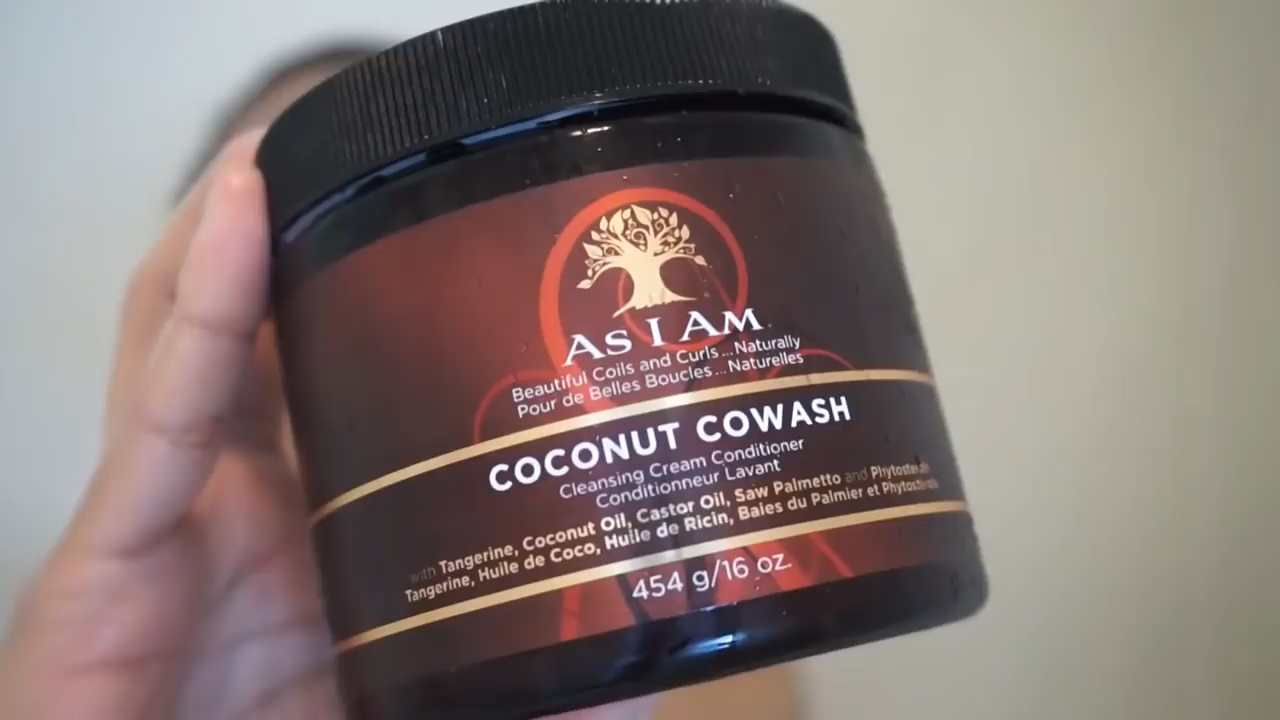 AS I AM
Beautiful Coils and Curls ... Naturally
Pour de Belles Boucles ... Naturelles
COCONUT COWASH
Cleansing Cream Conditioner
Conditionneur Lavant
with Tangerine, Coconut Oil, Castor Oil, Saw Palmetto and
Tangerine, Huile de Coco, Huile de Ricin, Baies du Palmier et
454 g/16 oz.